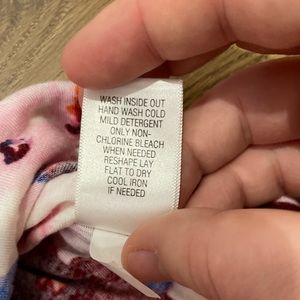 WASH INSIDE OUT
HAND WASH COLD
MILD DETERGENT
ONLY NON-
CHLORINE BLEACH
WHEN NEEDED
RESHAPE LAY
FLAT TO DRY
COOL IRON
IF NEEDED